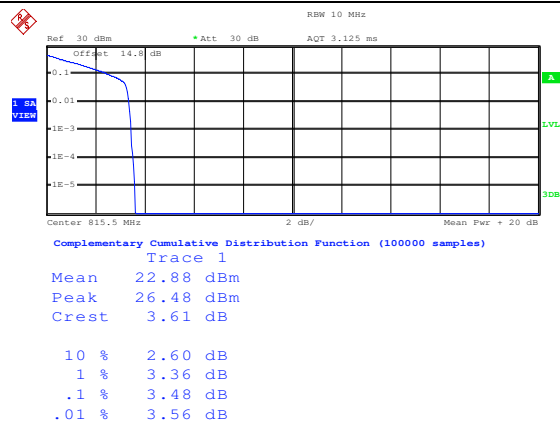 RBW 10 MHz
Ref 30 dBm * Att 30 dB AQT 3.125 ms
Offset 14.8 dB
0.1
A
0.01
1 SA
VIEW
1E-3
LVL
1E-4
1E-5
3DB
Center 815.5 MHz 2 dB/ Mean Pwr + 20 dB
Complementary Cumulative Distribution Function (100000 samples)
Trace 1
Mean 22.88 dBm
Peak 26.48 dBm
Crest 3.61 dB
10 % 2.60 dB
1 % 3.36 dB
.1 % 3.48 dB
.01 % 3.56 dB